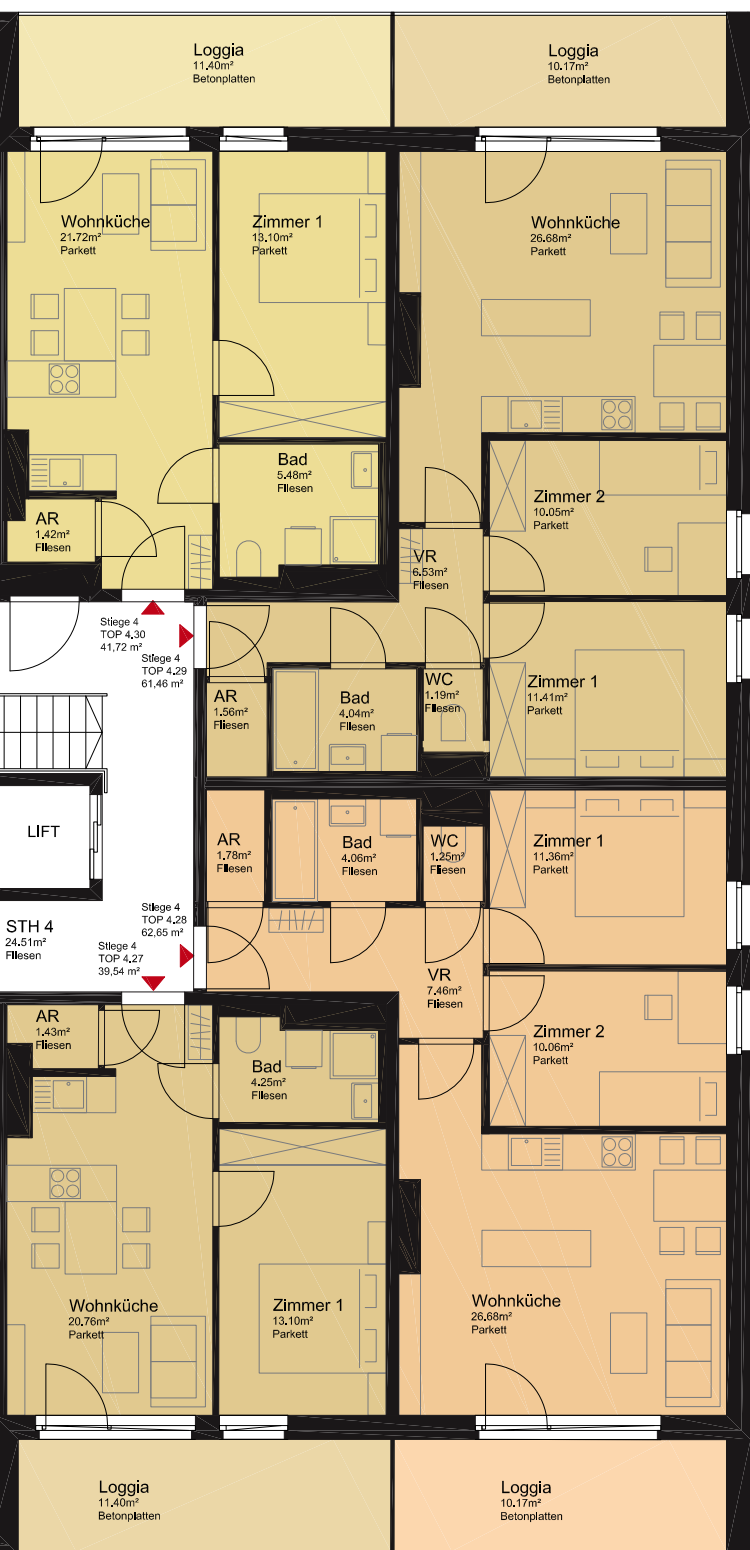 Loggia
11.40m²
Betonplatten
Loggia
10.17m²
Betonplatten
Wohnküche
21.72m²
Parkett
Zimmer 1
13.10m²
Parkett
Wohnküche
26.68m²
Parkett
Bad
5.48m²
Fliesen
Zimmer 2
10.05m²
Parkett
AR
1.42m²
Fliesen
VR
6.53m²
Fliesen
Stiege 4
TOP 4.30
41,72 m²
Stiege 4
TOP 4.29
61,46 m²
AR
1.56m²
Fliesen
Bad
4.04m²
Fliesen
WC
1.19m²
Fliesen
Zimmer 1
11.41m²
Parkett
LIFT
AR
1.78m²
Fliesen
Bad
4.06m²
Fliesen
WC
1.25m²
Fliesen
Zimmer 1
11.36m²
Parkett
STH 4
24.51m²
Fliesen
Stiege 4
TOP 4.28
62,65 m²
Stiege 4
TOP 4.27
39,54 m²
VR
7.46m²
Fliesen
AR
1.43m²
Fliesen
Bad
4.25m²
Fliesen
Zimmer 2
10.06m²
Parkett
Wohnküche
20.76m²
Parkett
Zimmer 1
13.10m²
Parkett
Wohnküche
26.68m²
Parkett
Loggia
11.40m²
Betonplatten
Loggia
10.17m²
Betonplatten